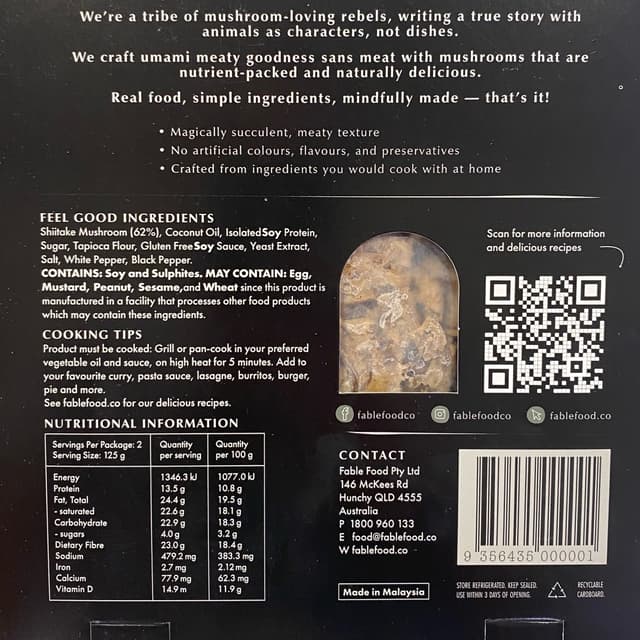 We're a tribe of mushroom-loving rebels, writing a true story with
animals as characters, not dishes.
We craft umami meaty goodness sans meat with mushrooms that are
nutrient-packed and naturally delicious.
Real food, simple ingredients, mindfully made — that's it!
• Magically succulent, meaty texture
• No artificial colours, flavours, and preservatives
• Crafted from ingredients you would cook with at home
FEEL GOOD INGREDIENTS
Shiitake Mushroom (62%), Coconut Oil, Isolated Soy Protein,
Sugar, Tapioca Flour, Gluten Free Soy Sauce, Yeast Extract,
Salt, White Pepper, Black Pepper.
CONTAINS: Soy and Sulphites. MAY CONTAIN: Egg,
Mustard, Peanut, Sesame,and Wheat since this product is
manufactured in a facility that processes other food products
which may contain these ingredients.
COOKING TIPS
Product must be cooked: Grill or pan-cook in your preferred
vegetable oil and sauce, on high heat for 5 minutes. Add to
your favourite curry, pasta sauce, lasagne, burritos, burger,
pie and more.
See fablefood.co for our delicious recipes.
NUTRITIONAL INFORMATION
Servings Per Package: 2 Quantity Quantity
Serving Size: 125 g per serving per 100 g
Energy 1346.3 kJ 1077.0 kJ
Protein 13.5 g 10.8 g
Fat, Total 24.4 g 19.5 g
- saturated 22.6 g 18.1 g
Carbohydrate 22.9 g 18.3 g
- sugars 4.0 g 3.2 g
Dietary Fibre 23.0 g 18.4 g
Sodium 479.2 mg 383.3 mg
Iron 2.7 mg 2.12 mg
Calcium 77.9 mg 62.3 mg
Vitamin D 14.9 m 11.9 g
Scan for more information
and delicious recipes
fablefoodco fablefoodco fablefood.co
CONTACT
Fable Food Pty Ltd
146 McKees Rd
Hunchy QLD 4555
Australia
P 1800 960 133
E food@fablefood.co
W fablefood.co
Made in Malaysia
9 356435 000001
STORE REFRIGERATED. KEEP SEALED.
USE WITHIN 3 DAYS OF OPENING.
RECYCLABLE
CARDBOARD.